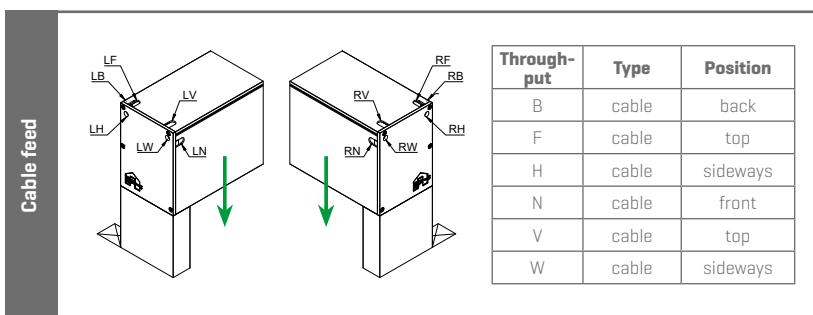 Cable feed
LF
LB
LV
LH
LW
LN
RF
RB
RV
RH
RN
RW
Through-
put Type Position
B cable back
F cable top
H cable sideways
N cable front
V cable top
W cable sideways